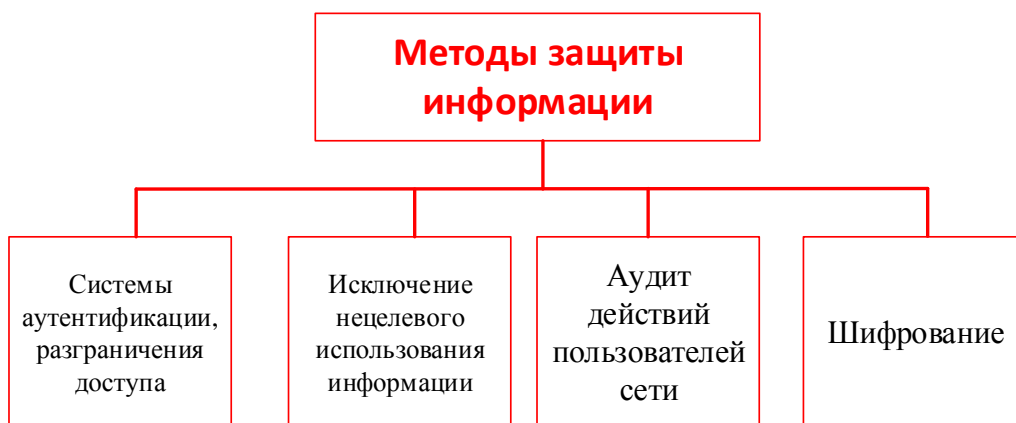 Методы защиты
информации
Системы
аутентификации,
разграничения
доступа
Исключение
нецелевого
использования
информации
Аудит
действий
пользователей
сети
Шифрование